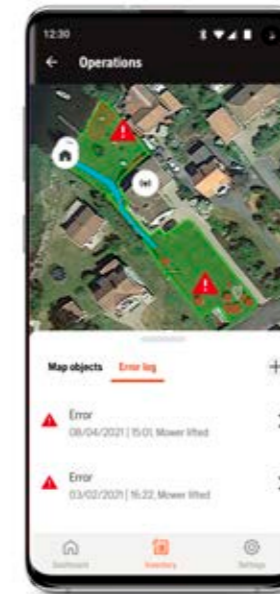 12:30
Operations
Map objects Error log +
Error
08/04/2021 | 15:01, Mower lifted
Error
03/02/2021 | 16:22, Mower lifted
Dashboard Inventory Settings